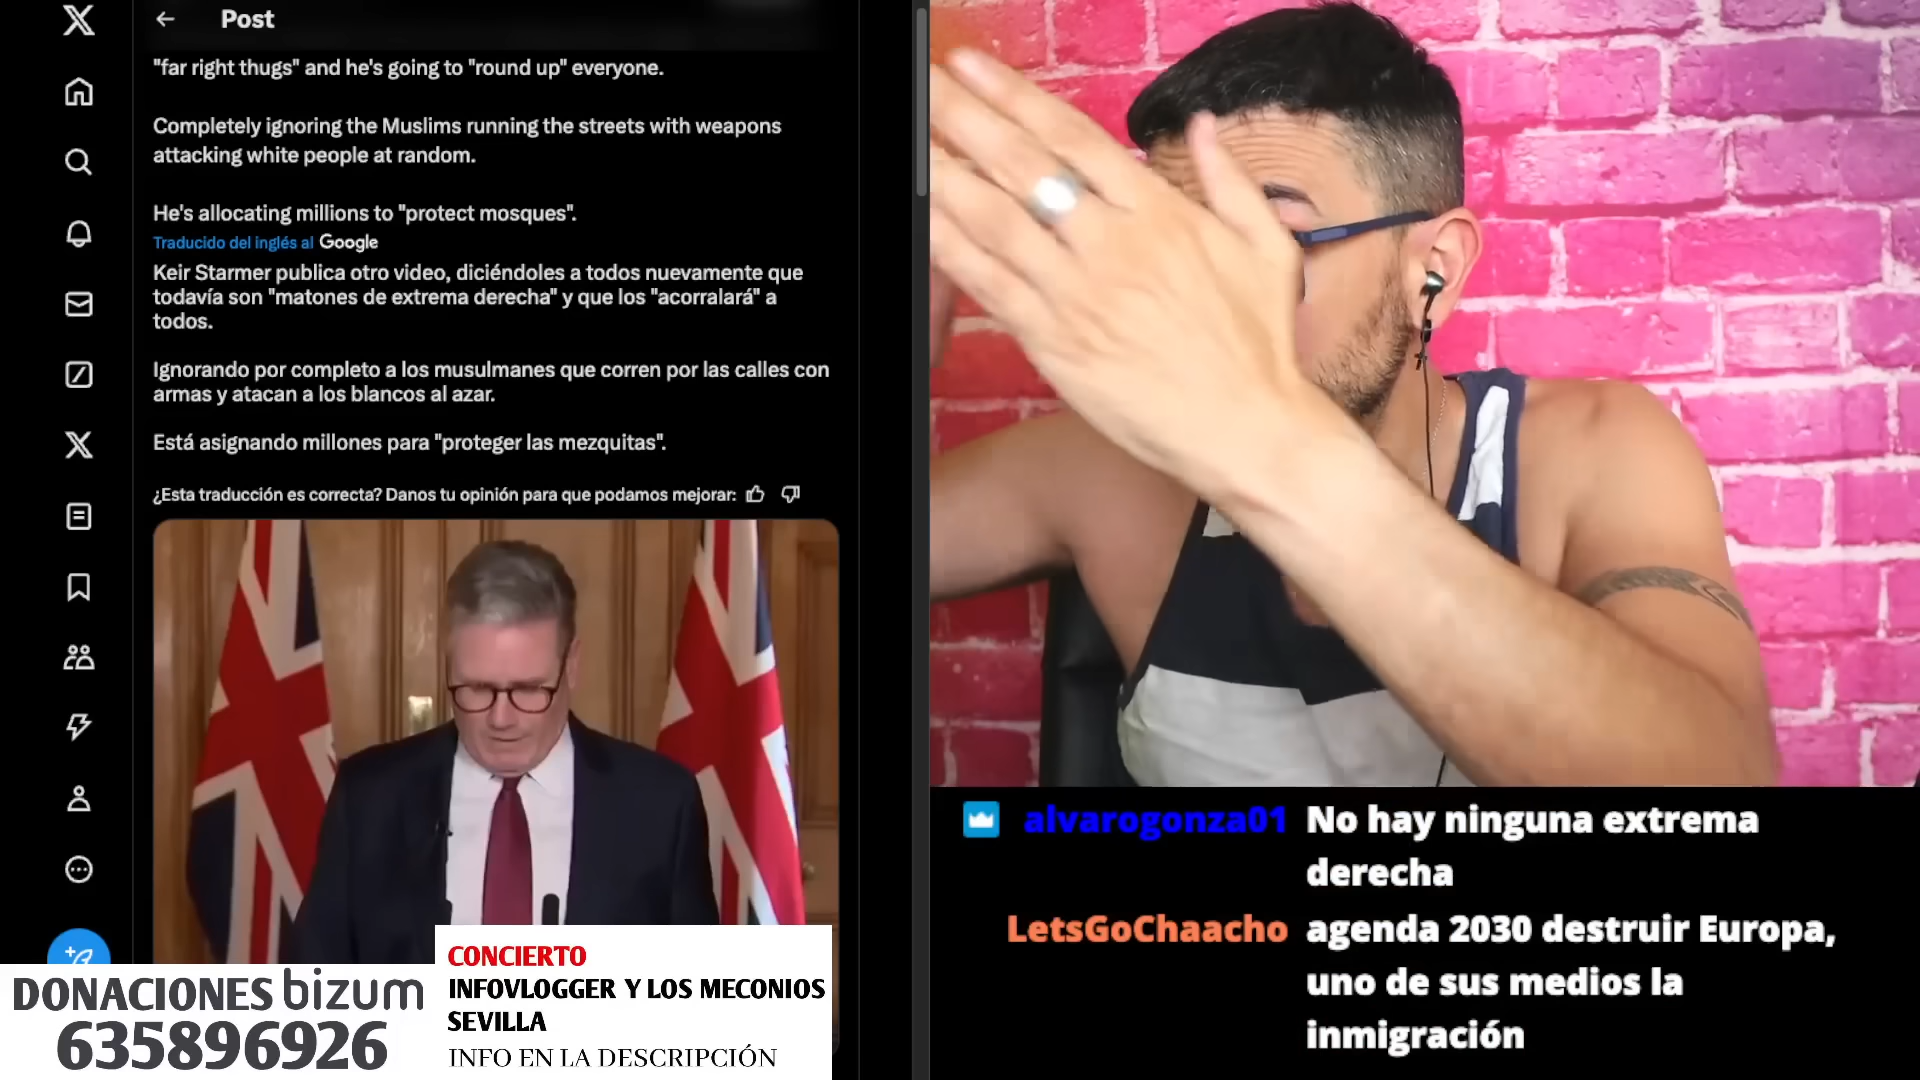 Post
"far right thugs" and he's going to "round up" everyone.
Completely ignoring the Muslims running the streets with weapons
attacking white people at random.
He's allocating millions to "protect mosques".
Traducido del inglés al Google
Keir Starmer publica otro video, diciéndoles a todos nuevamente que
todavía son "matones de extrema derecha" y que los "acorralará" a
todos.
Ignorando por completo a los musulmanes que corren por las calles con
armas y atacan a los blancos al azar.
Está asignando millones para "proteger las mezquitas".
¿Esta traducción es correcta? Danos tu opinión para que podamos mejorar:
DONACIONES bizum
635896926
CONCIERTO
INFOVLOGGER Y LOS MECONIOS
SEVILLA
INFO EN LA DESCRIPCIÓN
alvarogonza01 No hay ninguna extrema
derecha
LetsGoChaacho agenda 2030 destruir Europa,
uno de sus medios la
inmigración